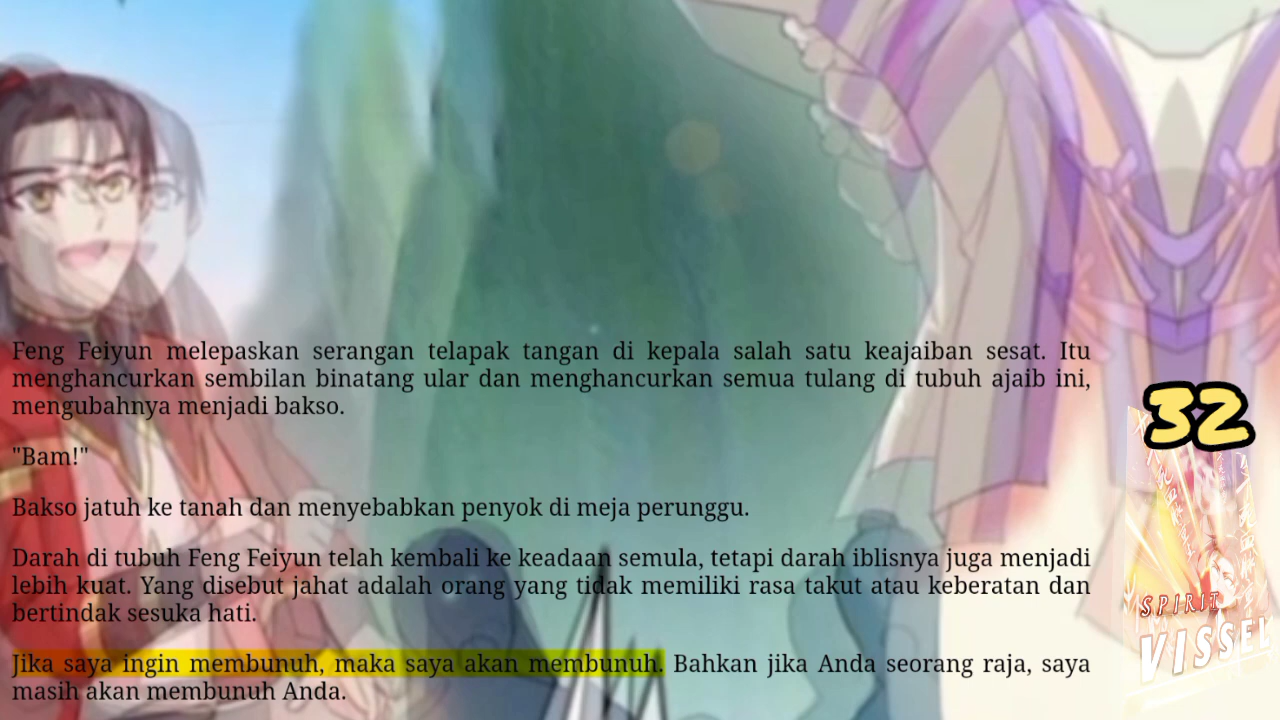 Feng Feiyun melepaskan serangan telapak tangan di kepala salah satu keajaiban sesat. Itu
menghancurkan sembilan binatang ular dan menghancurkan semua tulang di tubuh ajaib ini,
mengubahnya menjadi bakso.
"Bam!"
Bakso jatuh ke tanah dan menyebabkan penyok di meja perunggu.
Darah di tubuh Feng Feiyun telah kembali ke keadaan semula, tetapi darah iblisnya juga menjadi
lebih kuat. Yang disebut jahat adalah orang yang tidak memiliki rasa takut atau keberatan dan
bertindak sesuka hati.
Jika saya ingin membunuh, maka saya akan membunuh. Bahkan jika Anda seorang raja, saya
masih akan membunuh Anda.
32
SPIRIT
VISSEL